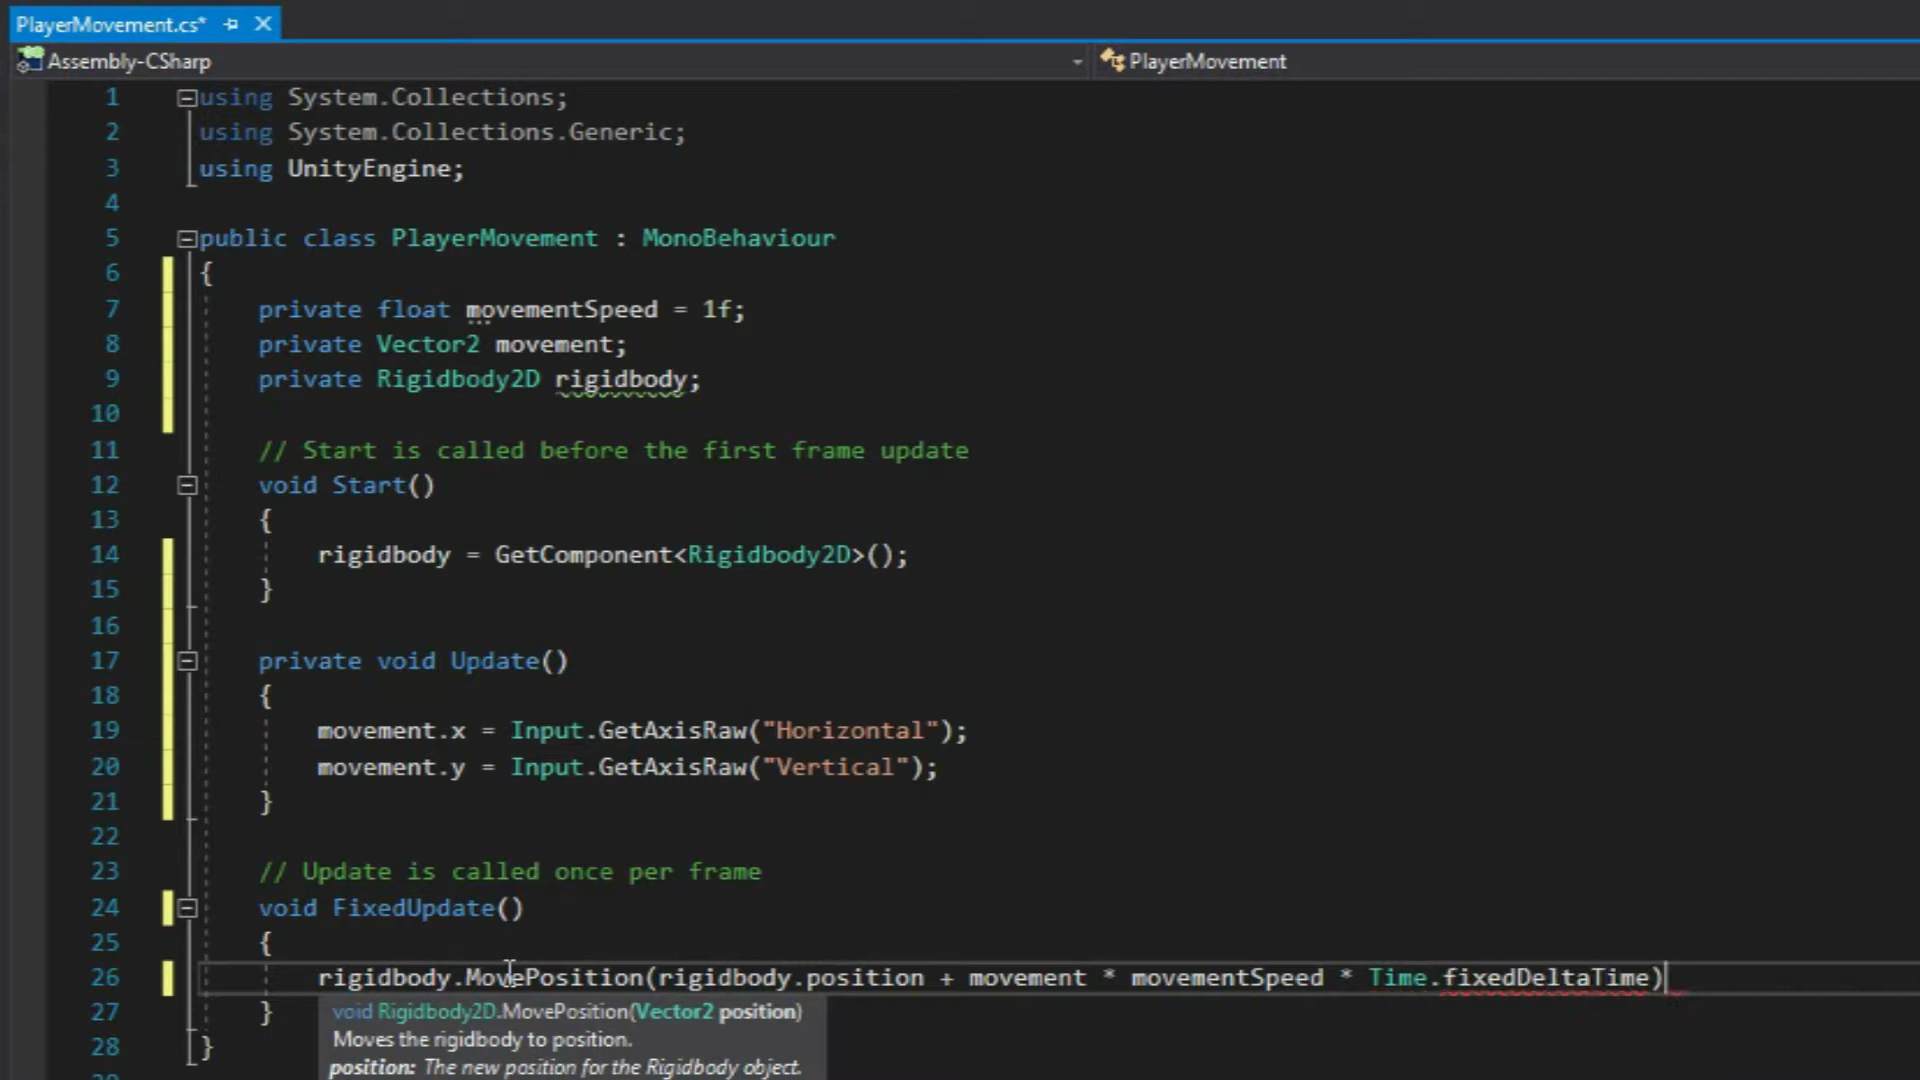 PlayerMovement.cs*
Assembly-CSharp
PlayerMovement
1 using System.Collections;
2 using System.Collections.Generic;
3 using UnityEngine;
4
5 public class PlayerMovement : MonoBehaviour
6 {
7 private float movementSpeed = 1f;
8 private Vector2 movement;
9 private Rigidbody2D rigidbody;
10
11 // Start is called before the first frame update
12 void Start()
13 {
14 rigidbody = GetComponent<Rigidbody2D>();
15 }
16
17 private void Update()
18 {
19 movement.x = Input.GetAxisRaw("Horizontal");
20 movement.y = Input.GetAxisRaw("Vertical");
21 }
22
23 // Update is called once per frame
24 void FixedUpdate()
25 {
26 rigidbody.MovePosition(rigidbody.position + movement * movementSpeed * Time.fixedDeltaTime)
27 }
void Rigidbody2D.MovePosition(Vector2 position)
Moves the rigidbody to position.
28 }
position: The new position for the Rigidbody object.